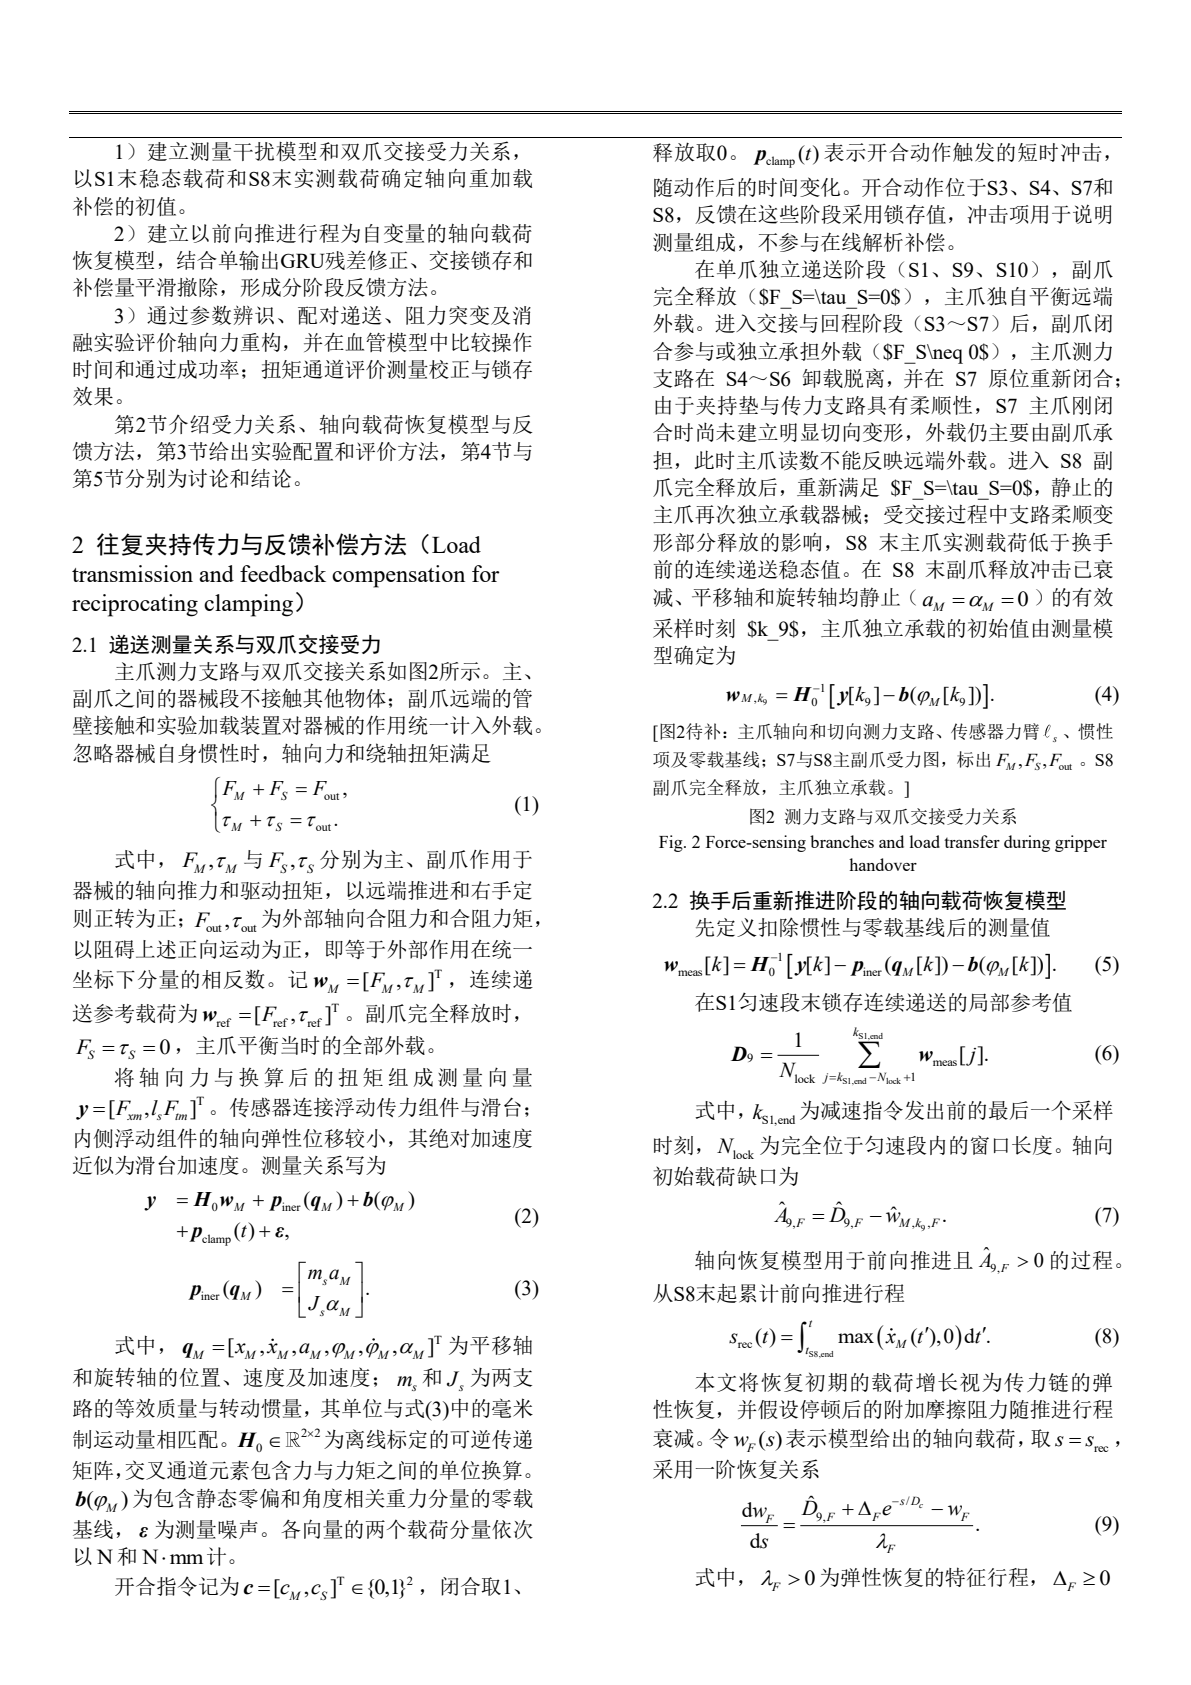 1）建立测量干扰模型和双爪交接受力关系，
以S1末稳态载荷和S8末实测载荷确定轴向重加载
补偿的初值。
2）建立以前向推进行程为自变量的轴向载荷
恢复模型，结合单输出GRU残差修正、交接锁存和
补偿量平滑撤除，形成分阶段反馈方法。
3）通过参数辨识、配对递送、阻力突变及消
融实验评价轴向力重构，并在血管模型中比较操作
时间和通过成功率；扭矩通道评价测量校正与锁存
效果。
第2节介绍受力关系、轴向载荷恢复模型与反
馈方法，第3节给出实验配置和评价方法，第4节与
第5节分别为讨论和结论。
2 往复夹持传力与反馈补偿方法（Load
transmission and feedback compensation for
reciprocating clamping）
2.1 递送测量关系与双爪交接受力
主爪测力支路与双爪交接关系如图2所示。主、
副爪之间的器械段不接触其他物体；副爪远端的管
壁接触和实验加载装置对器械的作用统一计入外载。
忽略器械自身惯性时，轴向力和绕轴扭矩满足
{ F_M + F_S = F_out,
τ_M + τ_S = τ_out. (1)
式中， F_M,τ_M 与 F_S,τ_S 分别为主、副爪作用于
器械的轴向推力和驱动扭矩，以远端推进和右手定
则正转为正；F_out,τ_out 为外部轴向合阻力和合阻力矩，
以阻碍上述正向运动为正，即等于外部作用在统一
坐标下分量的相反数。记 w_M =[F_M,τ_M]^T ，连续递
送参考载荷为 w_ref =[F_ref,τ_ref]^T 。副爪完全释放时，
F_S = τ_S = 0，主爪平衡当时的全部外载。
将轴向力与换算后的扭矩组成测量向量
y =[F_xm,l_s F_tm]^T 。传感器连接浮动传力组件与滑台；
内侧浮动组件的轴向弹性位移较小，其绝对加速度
近似为滑台加速度。测量关系写为
y = H_0 w_M + p_iner(q_M) + b(φ_M)
+p_clamp(t) + ε, (2)
p_iner(q_M) = [ m_s a_M
J_s α_M ]. (3)
式中， q_M =[x_M,ẋ_M,a_M,φ_M,φ̇_M,α_M]^T 为平移轴
和旋转轴的位置、速度及加速度； m_s 和 J_s 为两支
路的等效质量与转动惯量，其单位与式(3)中的毫米
制运动量相匹配。H_0 ∈ ℝ^{2×2} 为离线标定的可逆传递
矩阵，交叉通道元素包含力与力矩之间的单位换算。
b(φ_M) 为包含静态零偏和角度相关重力分量的零载
基线， ε 为测量噪声。各向量的两个载荷分量依次
以 N 和 N·mm 计。
开合指令记为 c =[c_M,c_S]^T ∈{0,1}^2 ，闭合取1、
释放取0。 p_clamp(t) 表示开合动作触发的短时冲击，
随动作后的时间变化。开合动作位于S3、S4、S7和
S8，反馈在这些阶段采用锁存值，冲击项用于说明
测量组成，不参与在线解析补偿。
在单爪独立递送阶段（S1、S9、S10），副爪
完全释放（$F_S=\tau_S=0$），主爪独自平衡远端
外载。进入交接与回程阶段（S3～S7）后，副爪闭
合参与或独立承担外载（$F_S\neq 0$），主爪测力
支路在 S4～S6 卸载脱离，并在 S7 原位重新闭合；
由于夹持垫与传力支路具有柔顺性，S7 主爪刚闭
合时尚未建立明显切向变形，外载仍主要由副爪承
担，此时主爪读数不能反映远端外载。进入 S8 副
爪完全释放后，重新满足 $F_S=\tau_S=0$，静止的
主爪再次独立承载器械；受交接过程中支路柔顺变
形部分释放的影响，S8 末主爪实测载荷低于换手
前的连续递送稳态值。在 S8 末副爪释放冲击已衰
减、平移轴和旋转轴均静止（ a_M = α_M = 0 ）的有效
采样时刻 $k_9$，主爪独立承载的初始值由测量模
型确定为
w_{M,k_9} = H_0^{-1}[y[k_9] − b(φ_M[k_9])]. (4)
[图2待补：主爪轴向和切向测力支路、传感器力臂 ℓ_s 、惯性
项及零载基线；S7与S8主副爪受力图，标出 F_M,F_S,F_out 。S8
副爪完全释放，主爪独立承载。]
图2 测力支路与双爪交接受力关系
Fig. 2 Force-sensing branches and load transfer during gripper
handover
2.2 换手后重新推进阶段的轴向载荷恢复模型
先定义扣除惯性与零载基线后的测量值
w_meas[k] = H_0^{-1}[y[k] − p_iner(q_M[k]) − b(φ_M[k])]. (5)
在S1匀速段末锁存连续递送的局部参考值
D_9 = 1/N_lock ∑_{j=k_{S1,end}−N_lock+1}^{k_{S1,end}} w_meas[j]. (6)
式中，k_{S1,end} 为减速指令发出前的最后一个采样
时刻， N_lock 为完全位于匀速段内的窗口长度。轴向
初始载荷缺口为
Â_{9,F} = D̂_{9,F} − ŵ_{M,k_9,F}. (7)
轴向恢复模型用于前向推进且 Â_{9,F} > 0 的过程。
从S8末起累计前向推进行程
s_rec(t) = ∫_{t_{S8,end}}^{t} max(ẋ_M(t′),0)dt′. (8)
本文将恢复初期的载荷增长视为传力链的弹
性恢复，并假设停顿后的附加摩擦阻力随推进行程
衰减。令 w_F(s) 表示模型给出的轴向载荷，取 s = s_rec ，
采用一阶恢复关系
dw_F/ds = (D̂_{9,F} + Δ_F e^{−s/D_c} − w_F)/λ_F. (9)
式中， λ_F > 0 为弹性恢复的特征行程， Δ_F ≥ 0